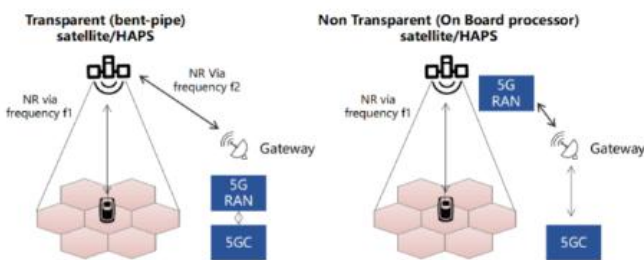 Transparent (bent-pipe)
satellite/HAPS
NR via
frequency f1
NR Via
frequency f2
Gateway
5G
RAN
5GC
Non Transparent (On Board processor)
satellite/HAPS
NR via
frequency f1
5G
RAN
Gateway
5GC